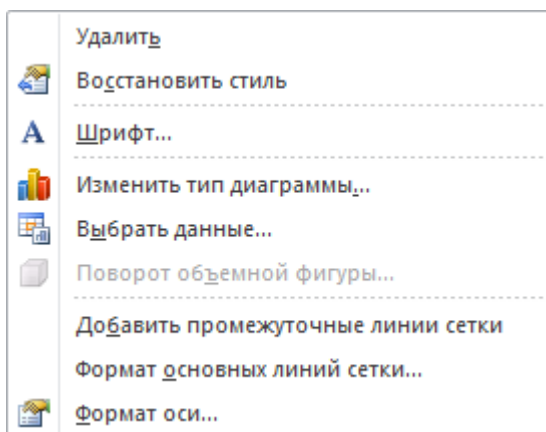 Удалить
Восстановить стиль
Шрифт...
Изменить тип диаграммы...
Выбрать данные...
Поворот объемной фигуры...
Добавить промежуточные линии сетки
Формат основных линий сетки...
Формат оси...